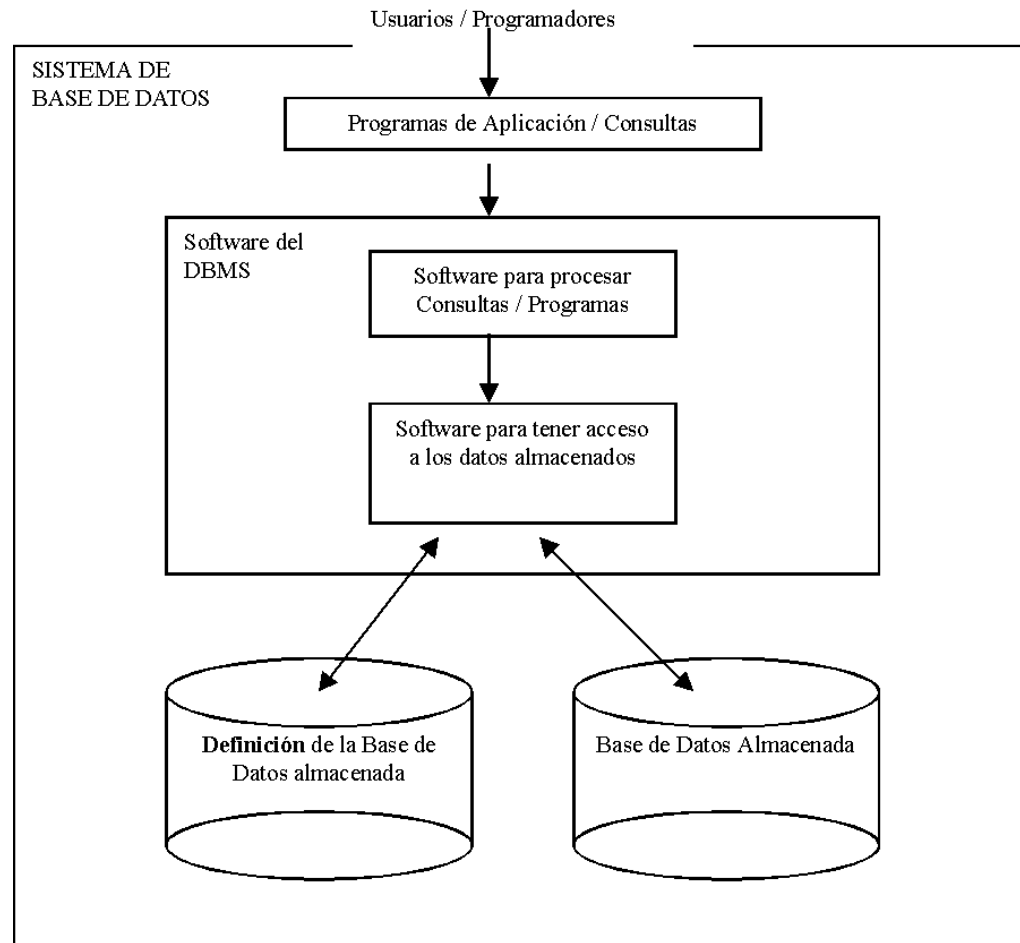 Usuarios / Programadores
SISTEMA DE
BASE DE DATOS
Programas de Aplicación / Consultas
Software del
DBMS
Software para procesar
Consultas / Programas
Software para tener acceso
a los datos almacenados
Definición de la Base de
Datos almacenada
Base de Datos Almacenada